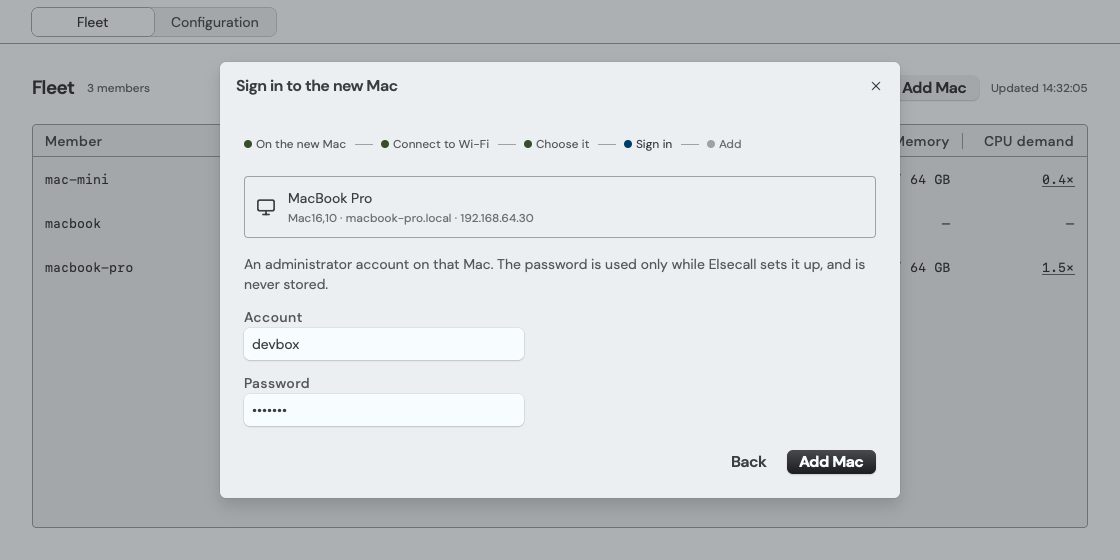 Fleet Configuration
Fleet 3 members Add Mac Updated 14:32:05
Member Memory CPU demand
mac-mini 64 GB 0.4×
macbook – –
macbook-pro 64 GB 1.5×
Sign in to the new Mac
On the new Mac Connect to Wi-Fi Choose it Sign in Add
MacBook Pro
Mac16,10 · macbook-pro.local · 192.168.64.30
An administrator account on that Mac. The password is used only while Elsecall sets it up, and is
never stored.
Account
devbox
Password
•••••••
Back Add Mac